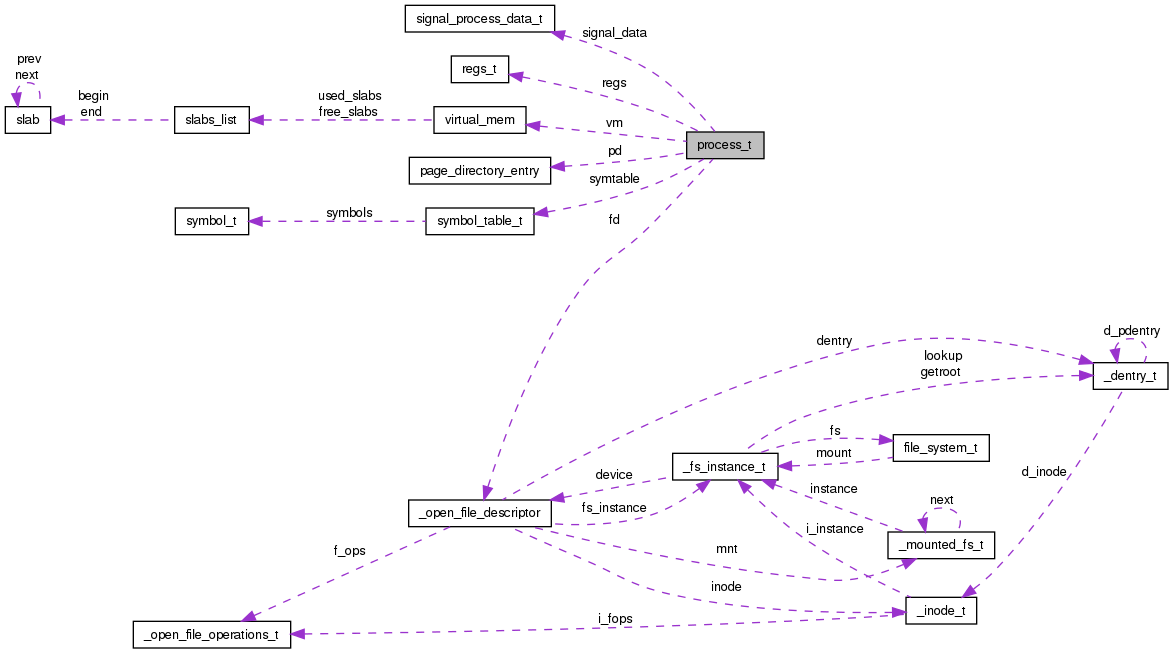 signal_process_data_t
signal_data
prev
next
regs_t
regs
begin
end
used_slabs
free_slabs
slab
slabs_list
virtual_mem
vm
process_t
pd
page_directory_entry
symtable
symbol_t
symbols
symbol_table_t
fd
d_pdentry
dentry
lookup
getroot
_dentry_t
fs
file_system_t
mount
_fs_instance_t
device
d_inode
instance
next
_open_file_descriptor
fs_instance
i_instance
_mounted_fs_t
f_ops
mnt
inode
_inode_t
i_fops
_open_file_operations_t